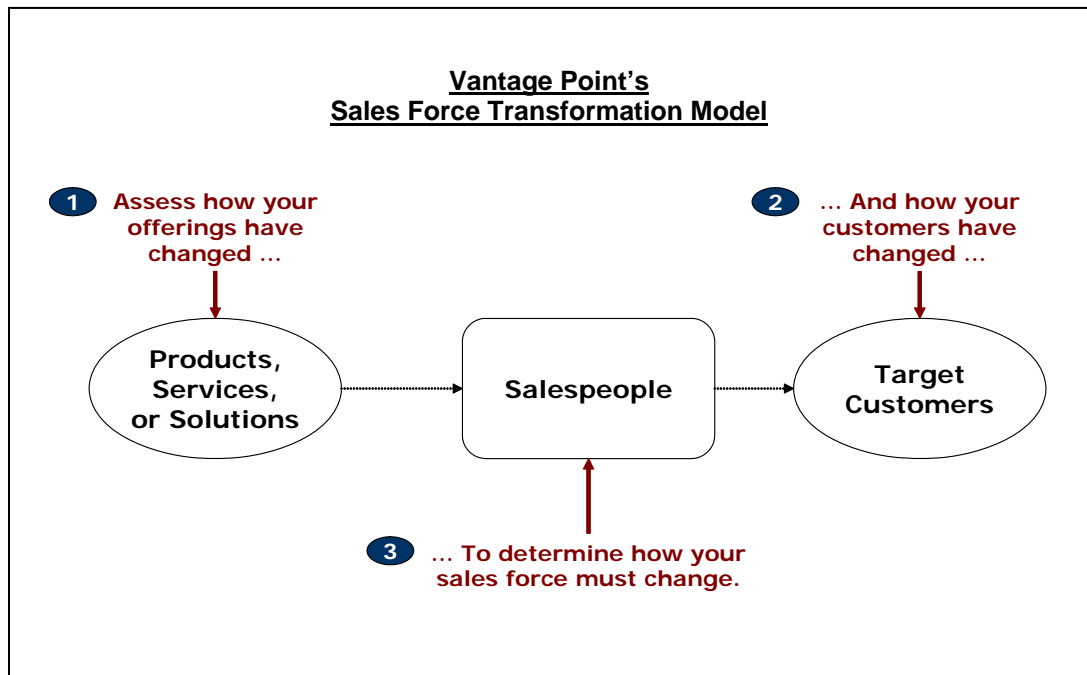 Vantage Point’s
Sales Force Transformation Model
1
Assess how your
offerings have
changed ...
2
... And how your
customers have
changed ...
Products,
Services,
or Solutions
Salespeople
Target
Customers
3
... To determine how your
sales force must change.